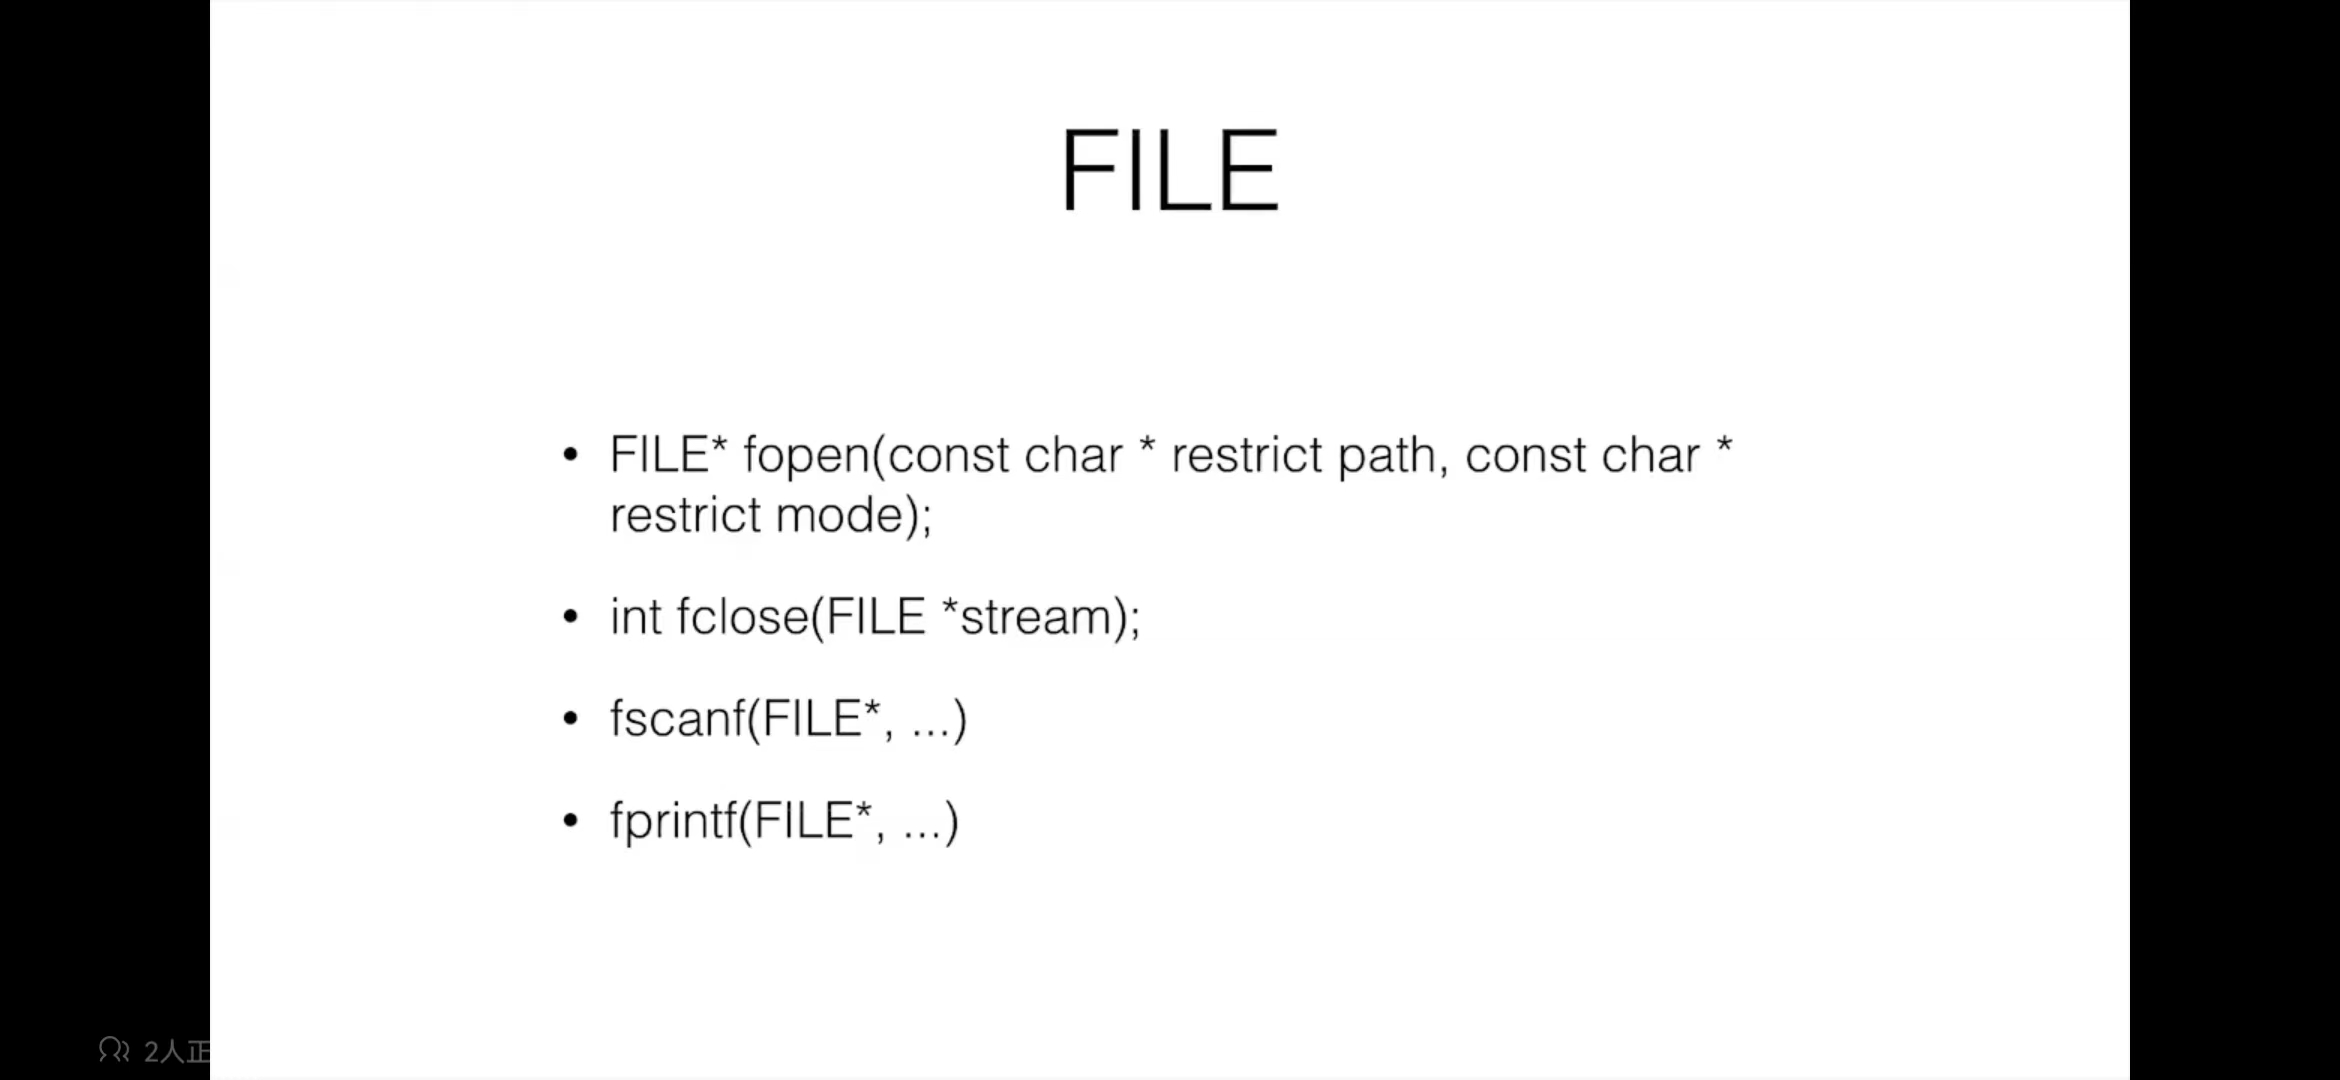 FILE
• FILE* fopen(const char * restrict path, const char *
restrict mode);
• int fclose(FILE *stream);
• fscanf(FILE*, ...)
• fprintf(FILE*, ...)
2人正